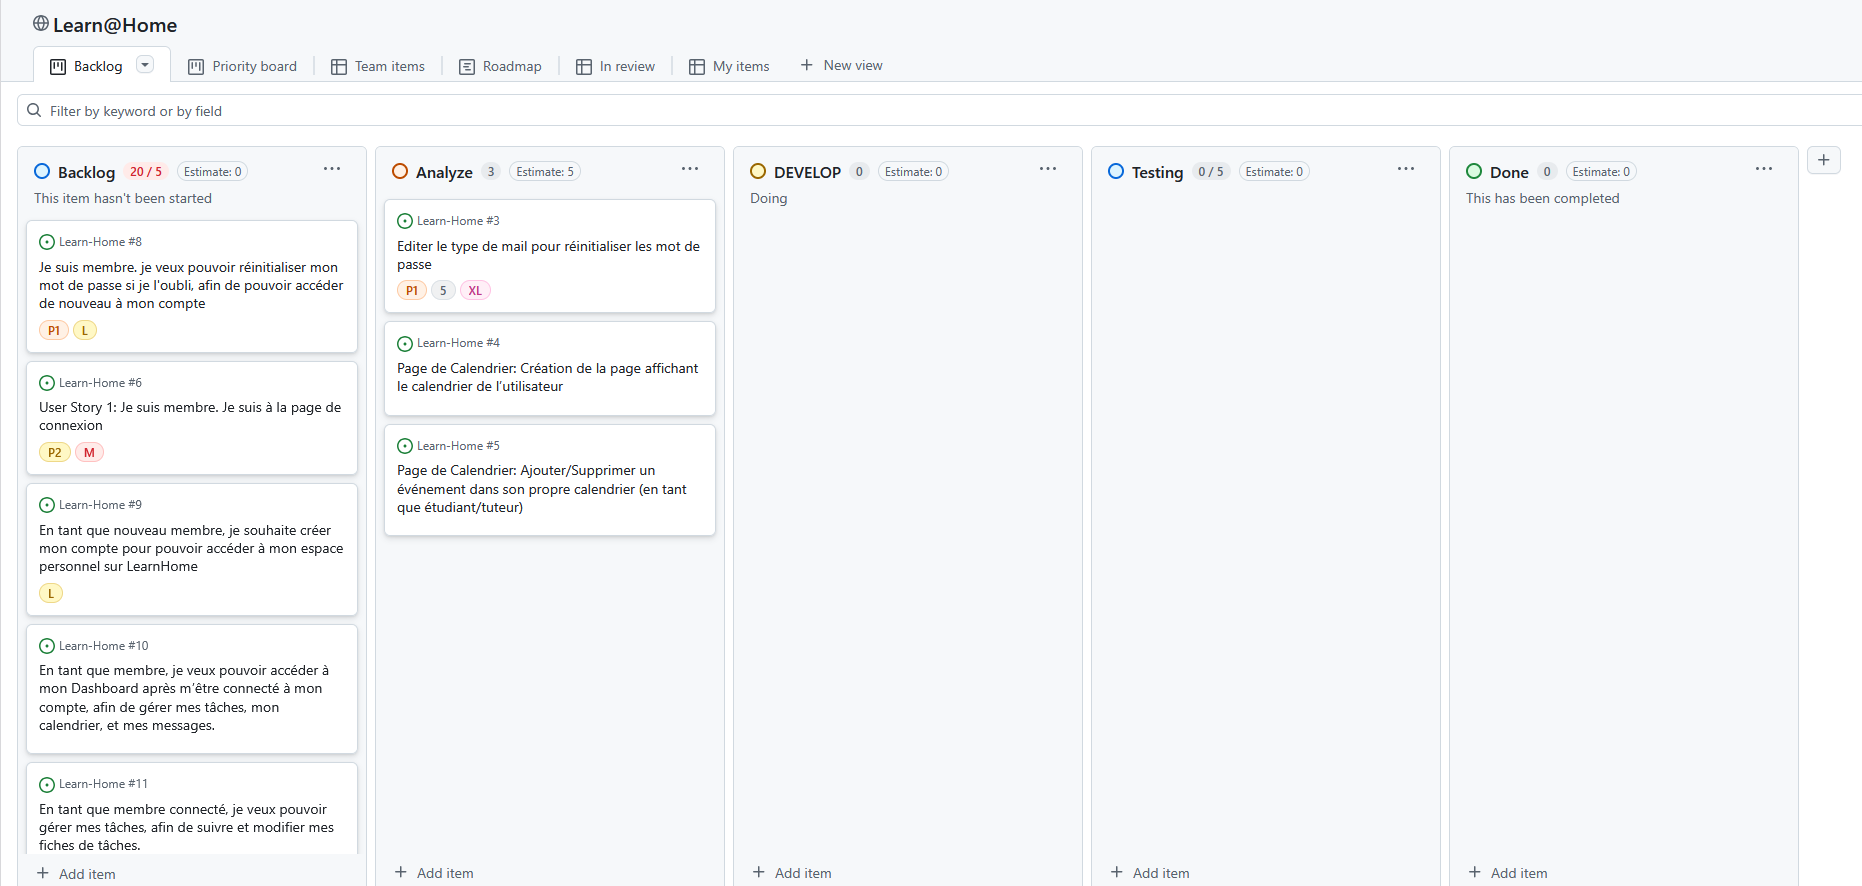 Learn@Home
Backlog
Priority board
Team items
Roadmap
In review
My items
New view
Filter by keyword or by field
Backlog 20 / 5 Estimate: 0
This item hasn't been started
Learn-Home #8
Je suis membre. je veux pouvoir réinitialiser mon
mot de passe si je l'oubli, afin de pouvoir accéder
de nouveau à mon compte
P1 L
Learn-Home #6
User Story 1: Je suis membre. Je suis à la page de
connexion
P2 M
Learn-Home #9
En tant que nouveau membre, je souhaite créer
mon compte pour pouvoir accéder à mon espace
personnel sur LearnHome
L
Learn-Home #10
En tant que membre, je veux pouvoir accéder à
mon Dashboard après m’être connecté à mon
compte, afin de gérer mes tâches, mon
calendrier, et mes messages.
Learn-Home #11
En tant que membre connecté, je veux pouvoir
gérer mes tâches, afin de suivre et modifier mes
fiches de tâches.
Add item
Analyze 3 Estimate: 5
Learn-Home #3
Editer le type de mail pour réinitialiser les mot de
passe
P1 5 XL
Learn-Home #4
Page de Calendrier: Création de la page affichant
le calendrier de l’utilisateur
Learn-Home #5
Page de Calendrier: Ajouter/Supprimer un
événement dans son propre calendrier (en tant
que étudiant/tuteur)
Add item
DEVELOP 0 Estimate: 0
Doing
Add item
Testing 0 / 5 Estimate: 0
Add item
Done 0 Estimate: 0
This has been completed
Add item